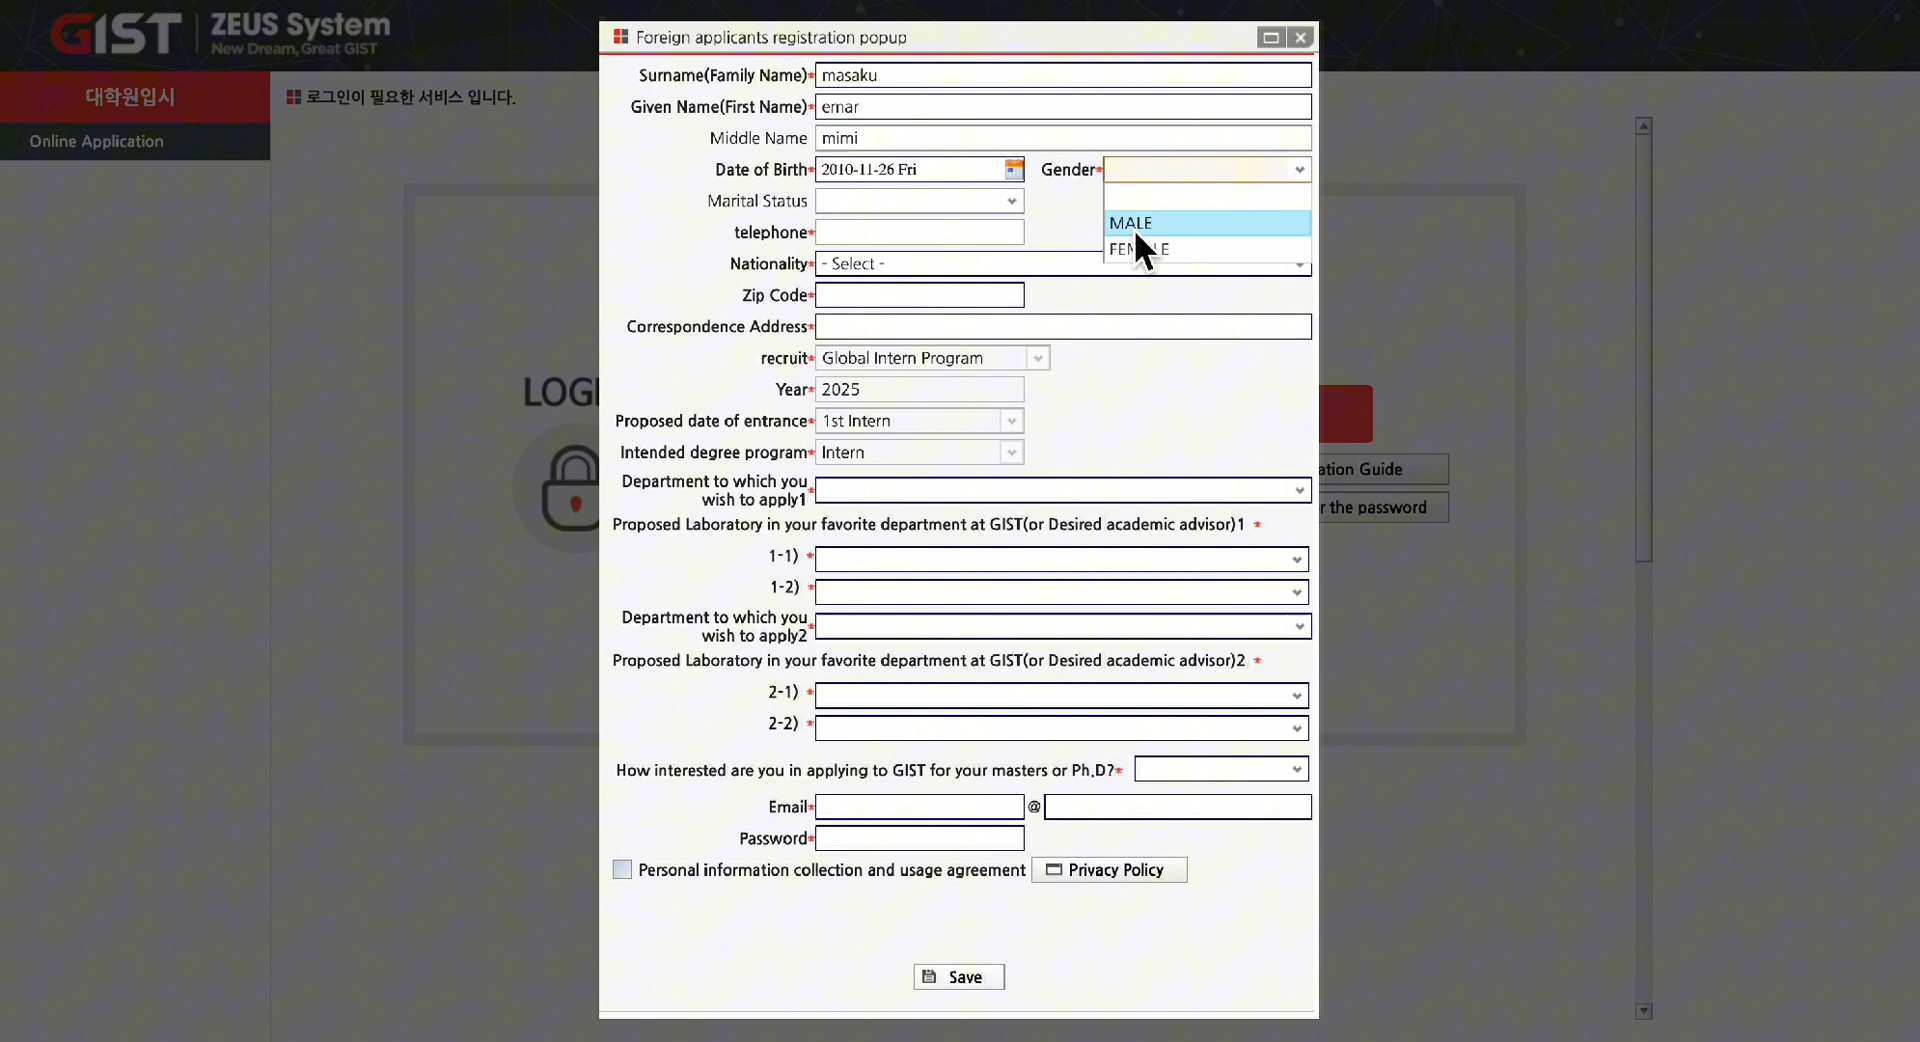 GIST ZEUS System
New Dream, Great GIST
대학원입시
Online Application
로그인이 필요한 서비스 입니다.
Foreign applicants registration popup
Surname(Family Name)* masaku
Given Name(First Name)* emar
Middle Name mimi
Date of Birth* 2010-11-26 Fri Gender*
MALE
FEMALE
Marital Status
telephone*
Nationality* - Select -
Zip Code*
Correspondence Address*
recruit* Global Intern Program
Year* 2025
Proposed date of entrance* 1st Intern
Intended degree program* Intern
Department to which you
wish to apply1*
Proposed Laboratory in your favorite department at GIST(or Desired academic advisor)1 *
1-1) *
1-2) *
Department to which you
wish to apply2*
Proposed Laboratory in your favorite department at GIST(or Desired academic advisor)2 *
2-1) *
2-2) *
How interested are you in applying to GIST for your masters or Ph.D?*
Email* @
Password*
Personal information collection and usage agreement Privacy Policy
Save
LOGI
ation Guide
r the password